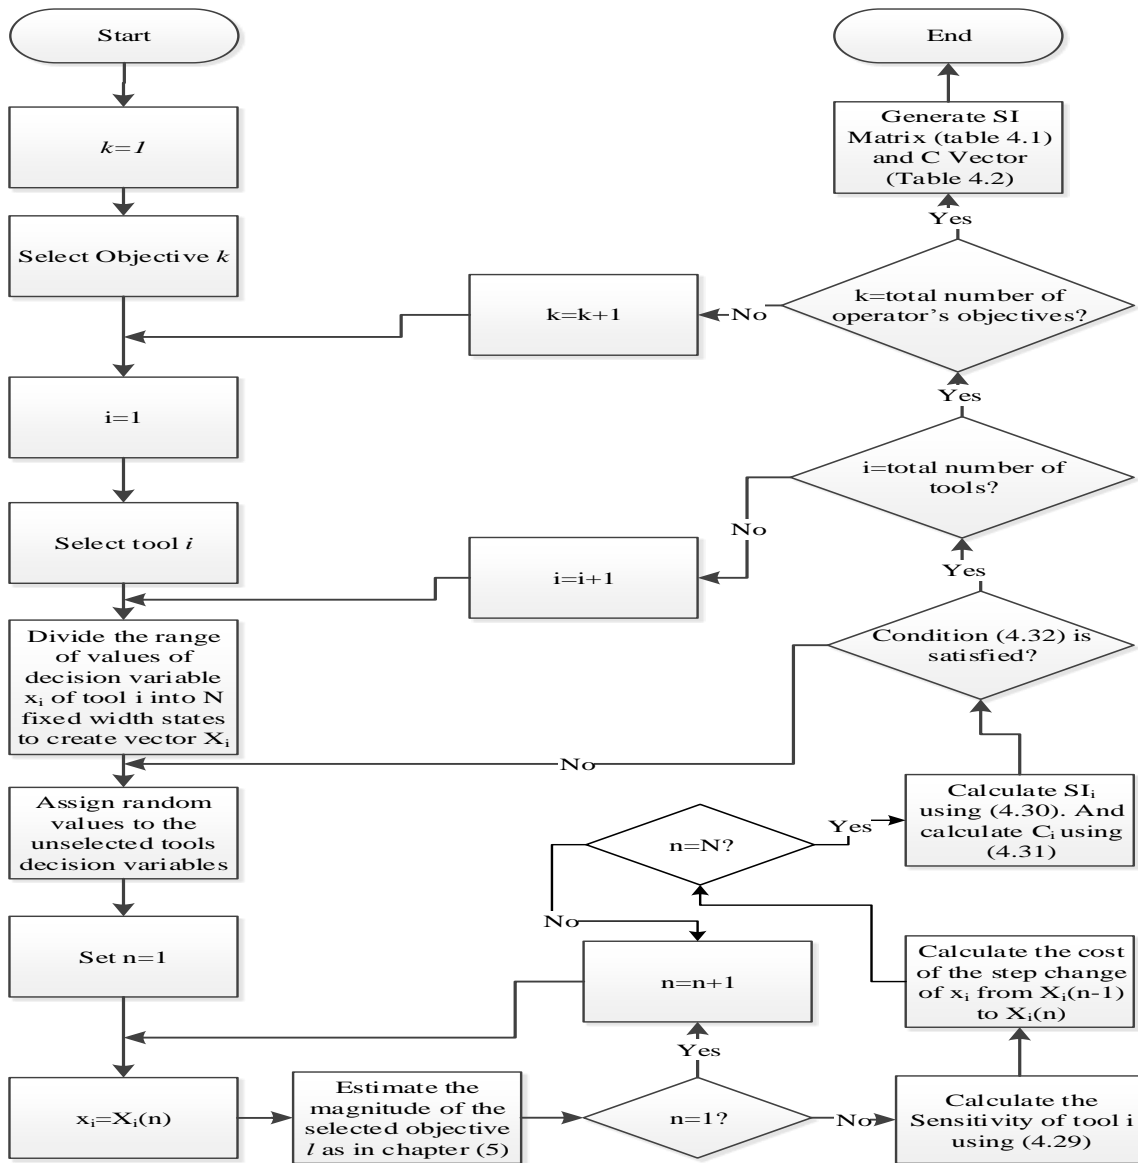 Start
k=1
Select Objective k
i=1
Select tool i
Divide the range
of values of
decision variable
xᵢ of tool i into N
fixed width states
to create vector Xᵢ
Assign random
values to the
unselected tools
decision variables
Set n=1
xᵢ=Xᵢ(n)
Estimate the
magnitude of the
selected objective
l as in chapter (5)
n=1?
Yes
No
n=n+1
Calculate the
Sensitivity of tool i
using (4.29)
Calculate the cost
of the step change
of xᵢ from Xᵢ(n-1)
to Xᵢ(n)
n=N?
No
Yes
Calculate SIᵢ
using (4.30). And
calculate Cᵢ using
(4.31)
Condition (4.32) is
satisfied?
No
Yes
i=total number of
tools?
No
i=i+1
Yes
k=total number of
operator's objectives?
No
k=k+1
Yes
Generate SI
Matrix (table 4.1)
and C Vector
(Table 4.2)
End